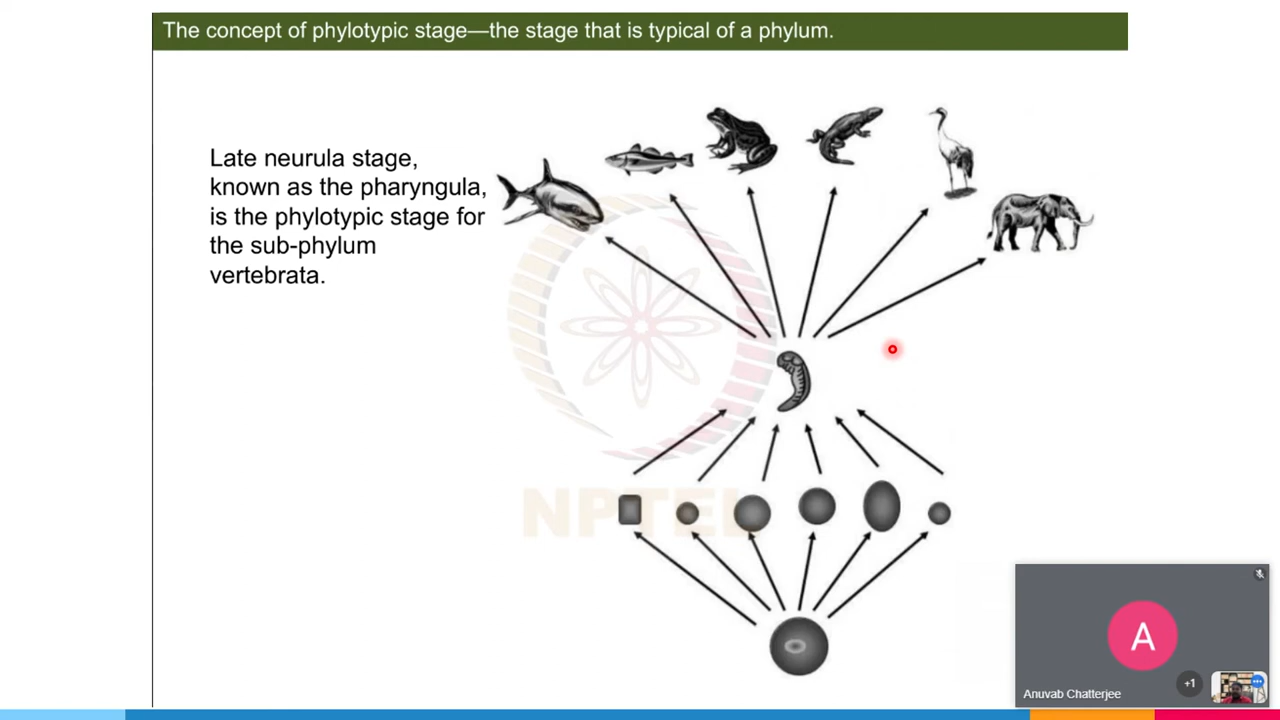 The concept of phylotypic stage—the stage that is typical of a phylum.
Late neurula stage,
known as the pharyngula,
is the phylotypic stage for
the sub-phylum
vertebrata.
NPTEL
A
+1
Anuvab Chatterjee